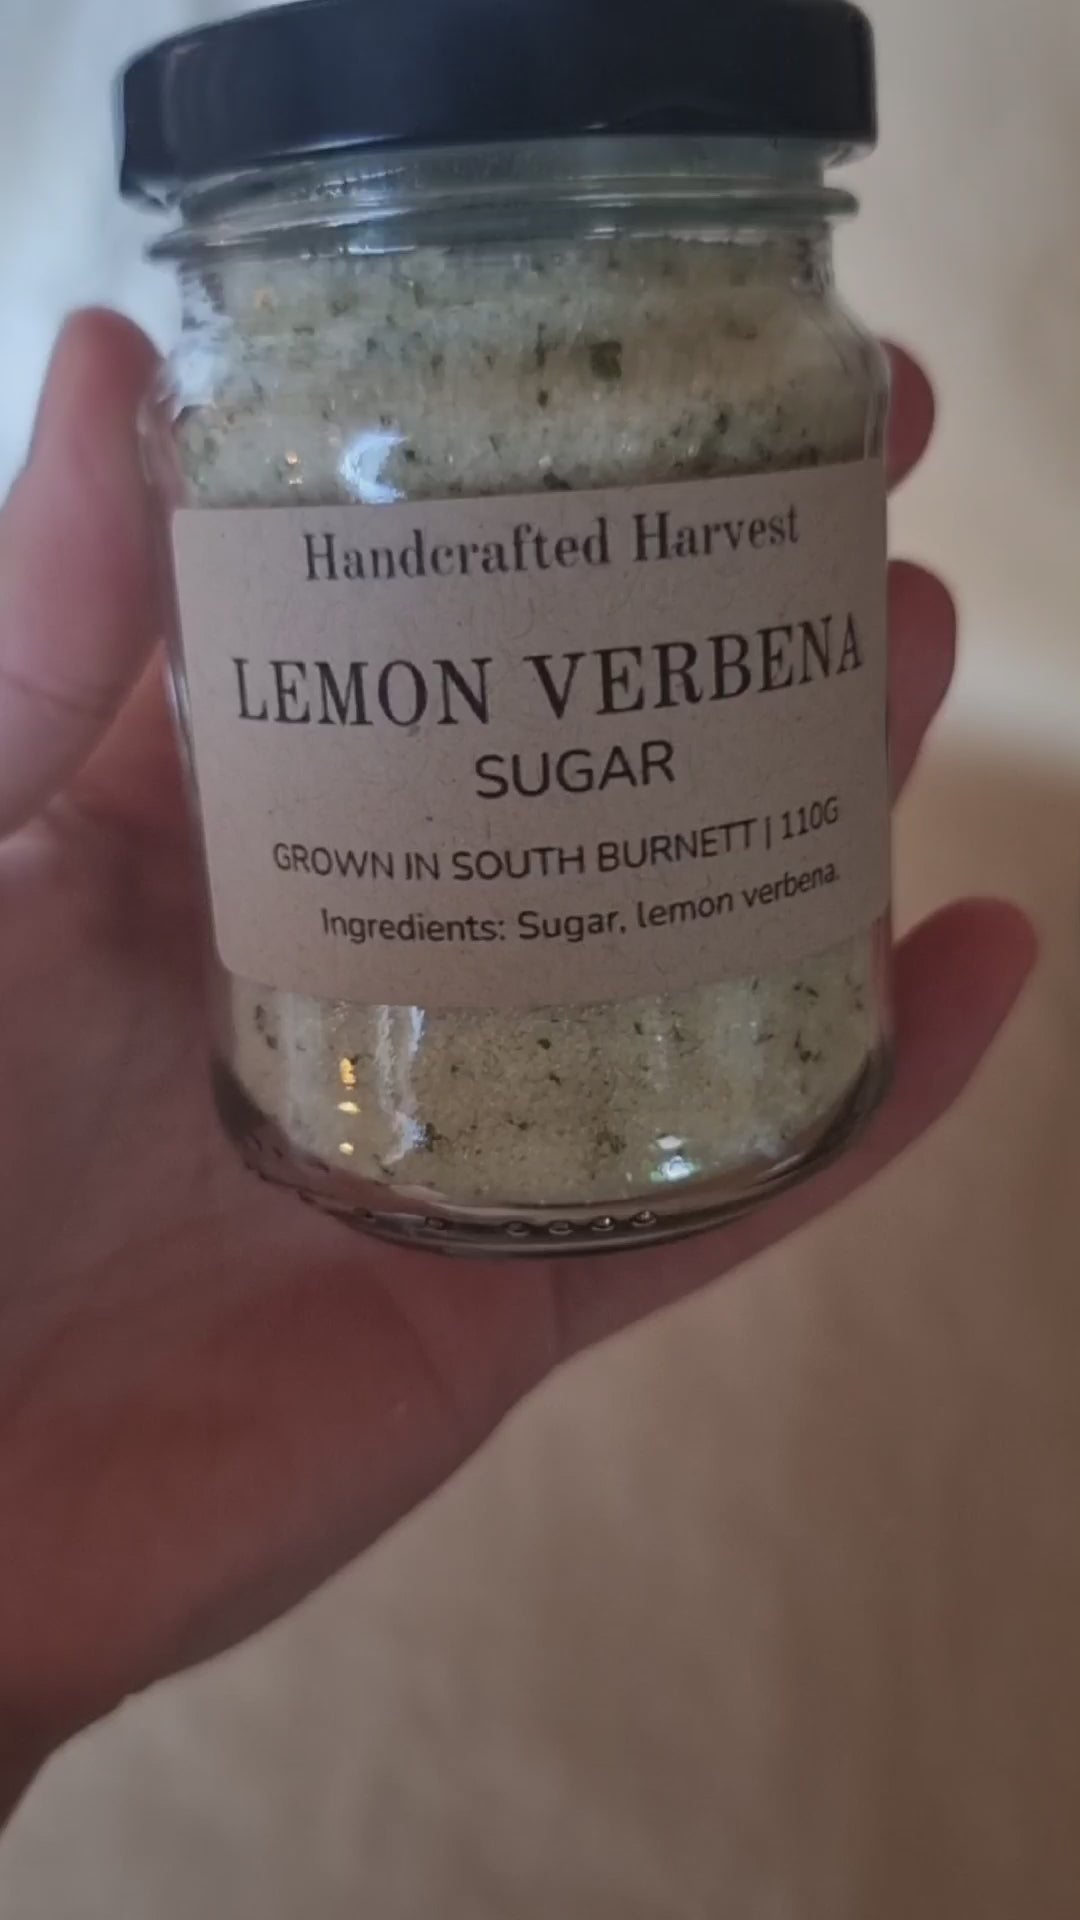 Handcrafted Harvest
LEMON VERBENA
SUGAR
GROWN IN SOUTH BURNETT | 110G
Ingredients: Sugar, lemon verbena.